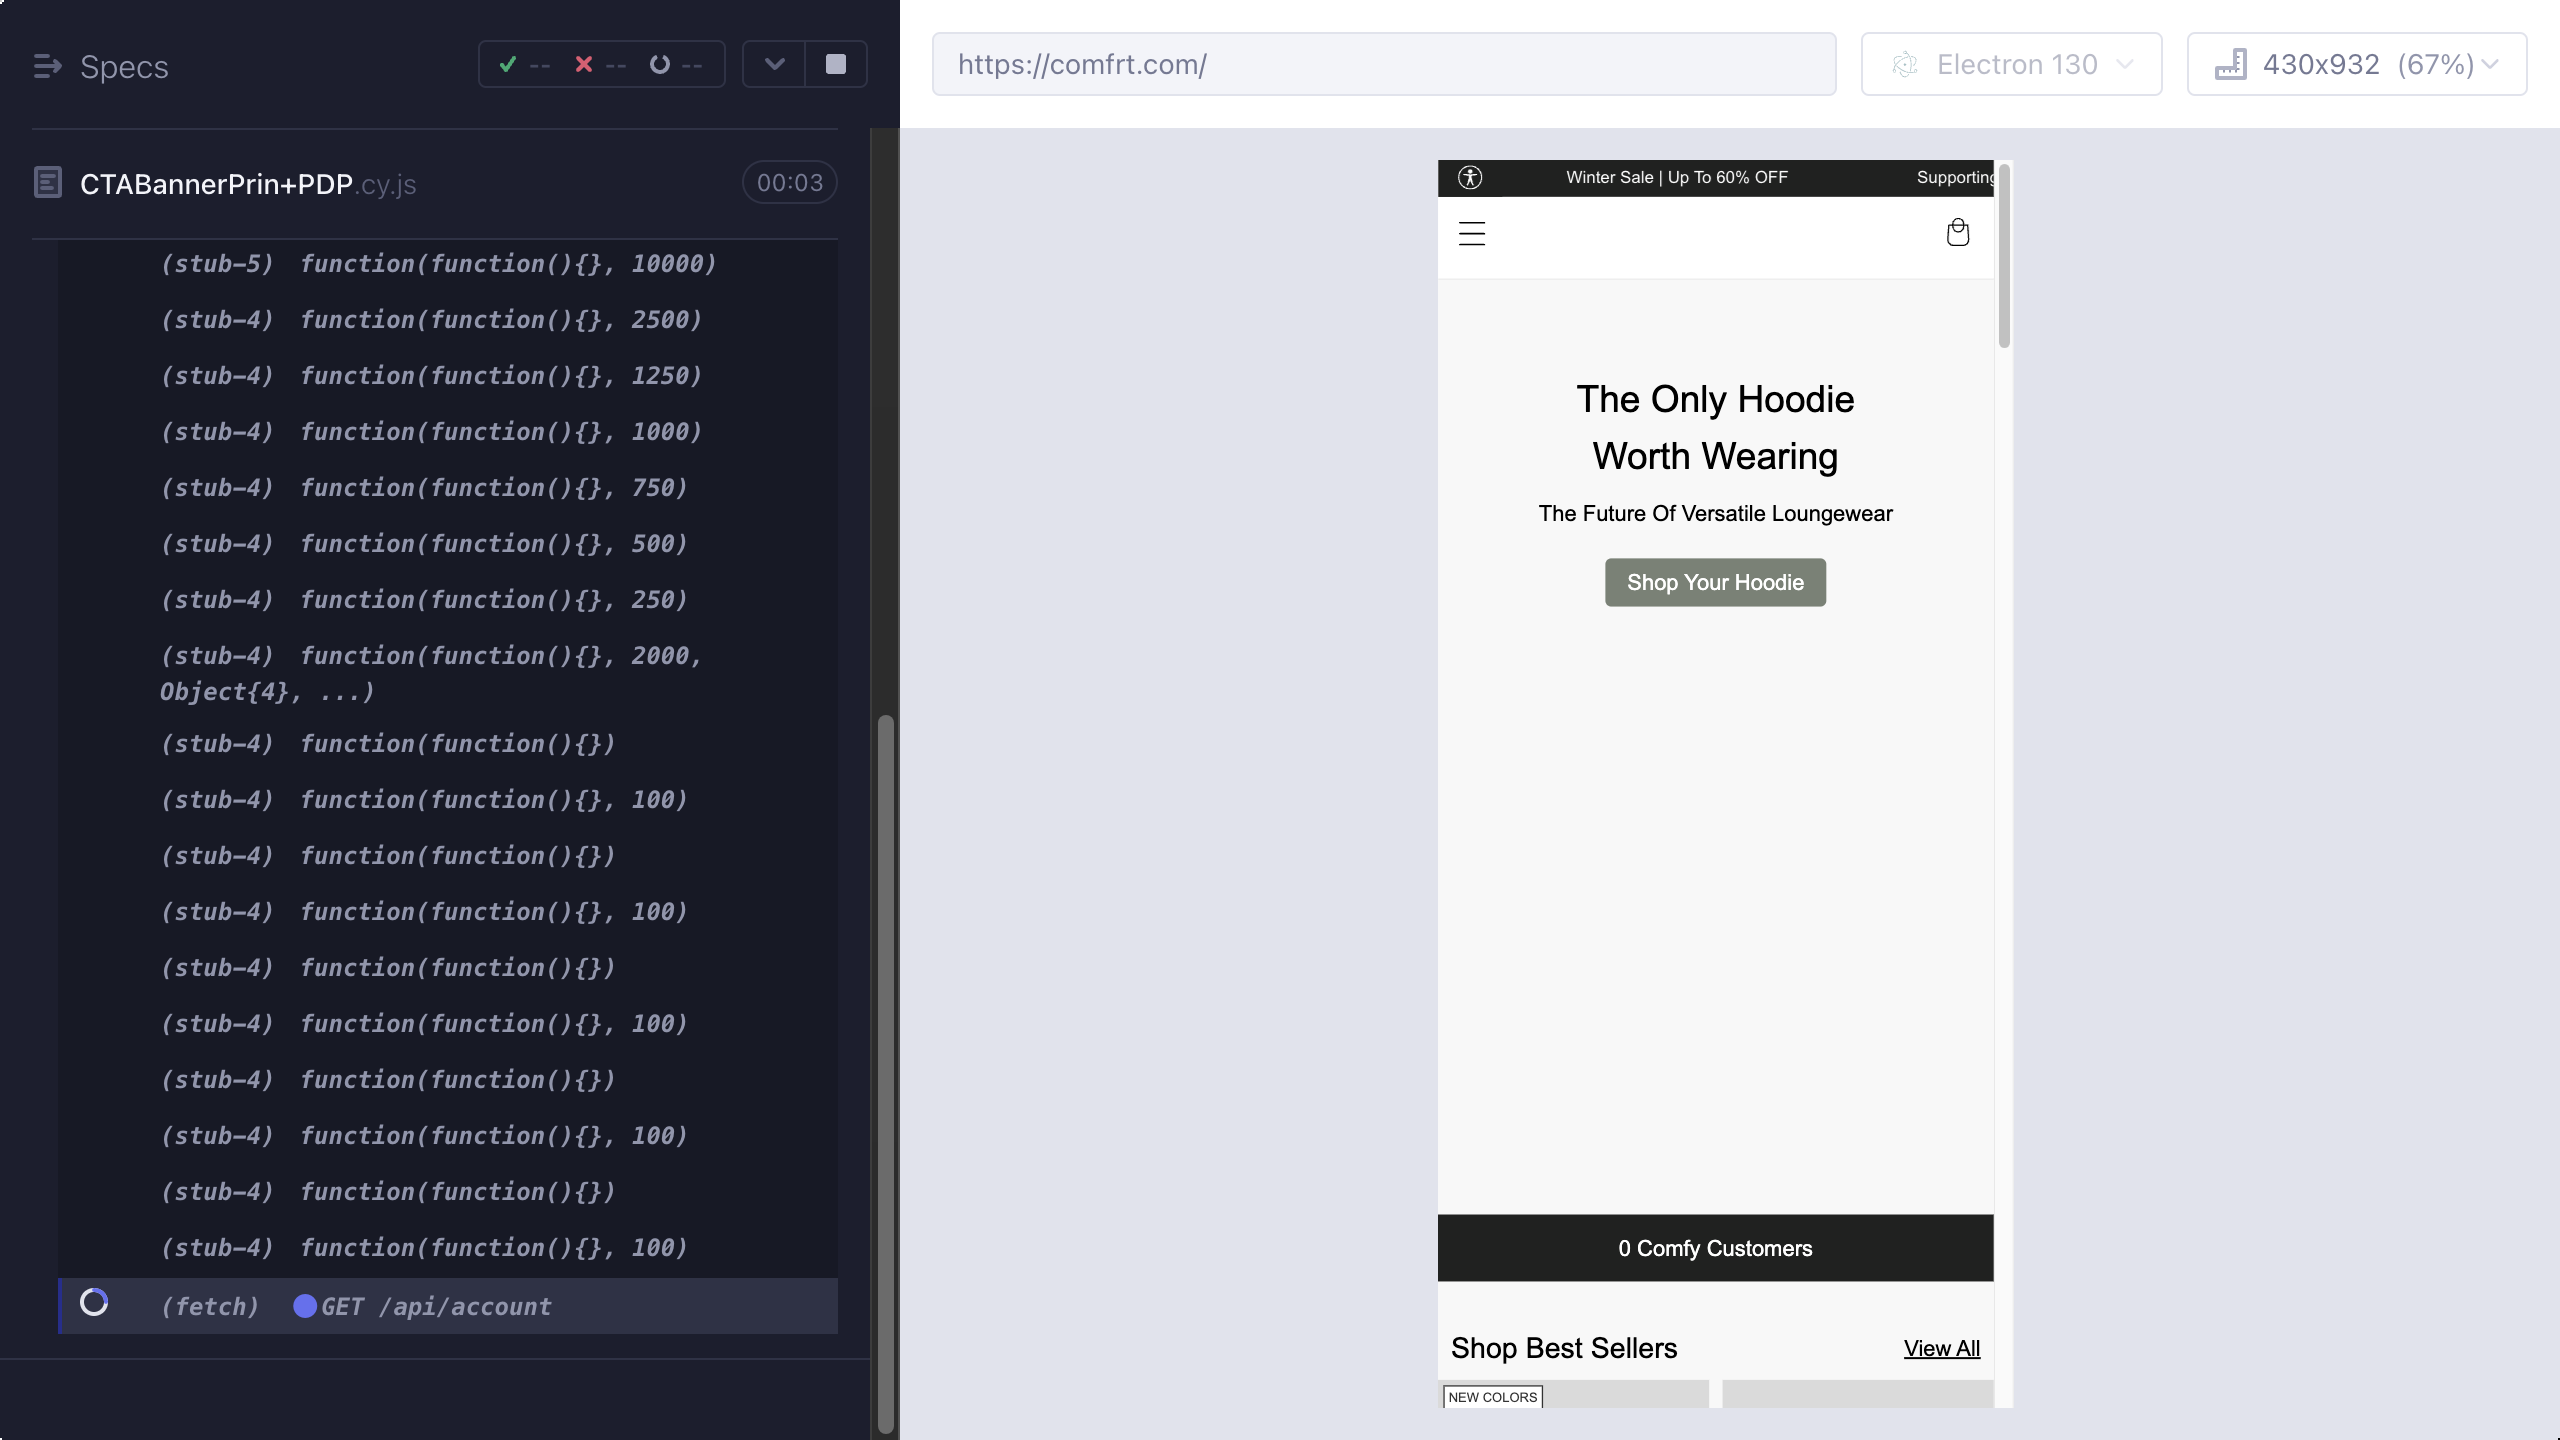 Specs
-- -- --
CTABannerPrin+PDP.cy.js 00:03
(stub-5) function(function(){}, 10000)
(stub-4) function(function(){}, 2500)
(stub-4) function(function(){}, 1250)
(stub-4) function(function(){}, 1000)
(stub-4) function(function(){}, 750)
(stub-4) function(function(){}, 500)
(stub-4) function(function(){}, 250)
(stub-4) function(function(){}, 2000,
Object{4}, ...)
(stub-4) function(function(){})
(stub-4) function(function(){}, 100)
(stub-4) function(function(){})
(stub-4) function(function(){}, 100)
(stub-4) function(function(){})
(stub-4) function(function(){}, 100)
(stub-4) function(function(){})
(stub-4) function(function(){}, 100)
(stub-4) function(function(){})
(stub-4) function(function(){}, 100)
(fetch) GET /api/account
https://comfrt.com/
Electron 130
430x932 (67%)
Winter Sale | Up To 60% OFF Supporting
The Only Hoodie
Worth Wearing
The Future Of Versatile Loungewear
Shop Your Hoodie
0 Comfy Customers
Shop Best Sellers View All
NEW COLORS